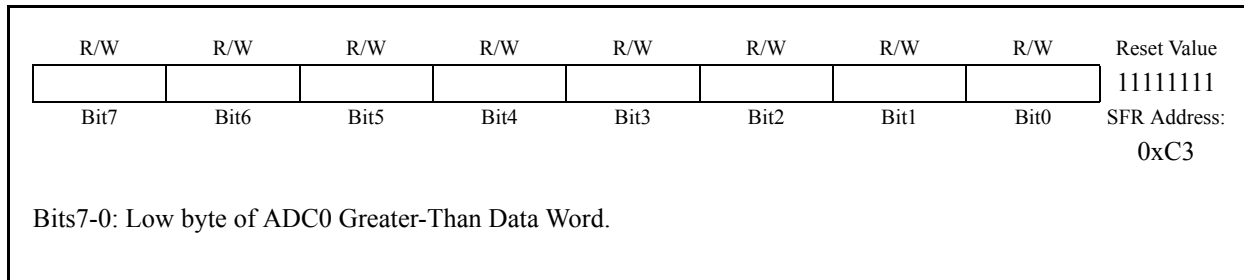 R/W R/W R/W R/W R/W R/W R/W R/W Reset Value
11111111
Bit7 Bit6 Bit5 Bit4 Bit3 Bit2 Bit1 Bit0 SFR Address:
0xC3
Bits7-0: Low byte of ADC0 Greater-Than Data Word.